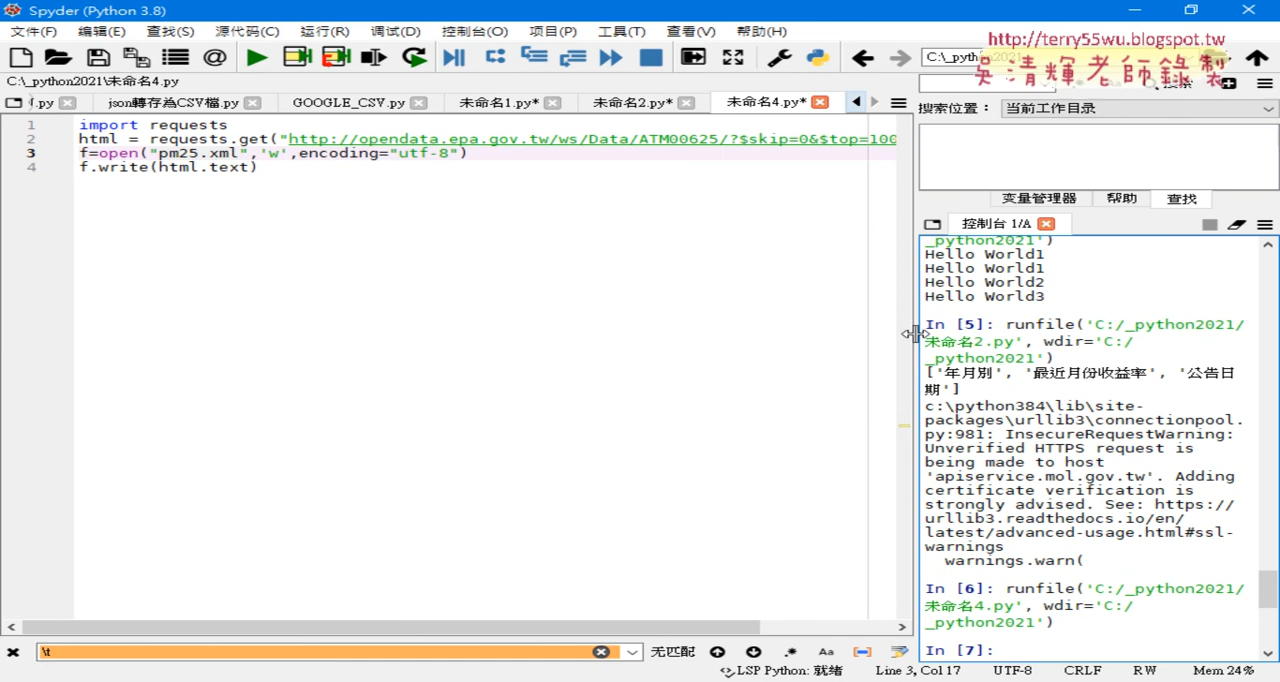 Spyder (Python 3.8)
文件(F) 编辑(E) 查找(S) 源代码(C) 运行(R) 调试(D) 控制台(O) 项目(P) 工具(T) 查看(V) 帮助(H)
http://terry55wu.blogspot.tw
吳清輝老師錄製
C:\_python2021\未命名4.py
json轉存為CSV檔.py GOOGLE_CSV.py 未命名1.py* 未命名2.py* 未命名4.py*
搜索位置： 当前工作目录
1 import requests
2 html = requests.get("http://opendata.epa.gov.tw/ws/Data/ATM00625/?$skip=0&$top=100
3 f=open("pm25.xml",'w',encoding="utf-8")
4 f.write(html.text)
变量管理器 帮助 查找
控制台 1/A
_python2021')
Hello World1
Hello World1
Hello World2
Hello World3
In [5]: runfile('C:/_python2021/
未命名2.py', wdir='C:/
_python2021')
['年月別', '最近月份收益率', '公告日
期']
c:\python384\lib\site-
packages\urllib3\connectionpool.
py:981: InsecureRequestWarning:
Unverified HTTPS request is
being made to host
'apiservice.mol.gov.tw'. Adding
certificate verification is
strongly advised. See: https://
urllib3.readthedocs.io/en/
latest/advanced-usage.html#ssl-
warnings
warnings.warn(
In [6]: runfile('C:/_python2021/
未命名4.py', wdir='C:/
_python2021')
In [7]:
\t 无匹配 .* Aa
LSP Python: 就绪 Line 3, Col 17 UTF-8 CRLF RW Mem 24%